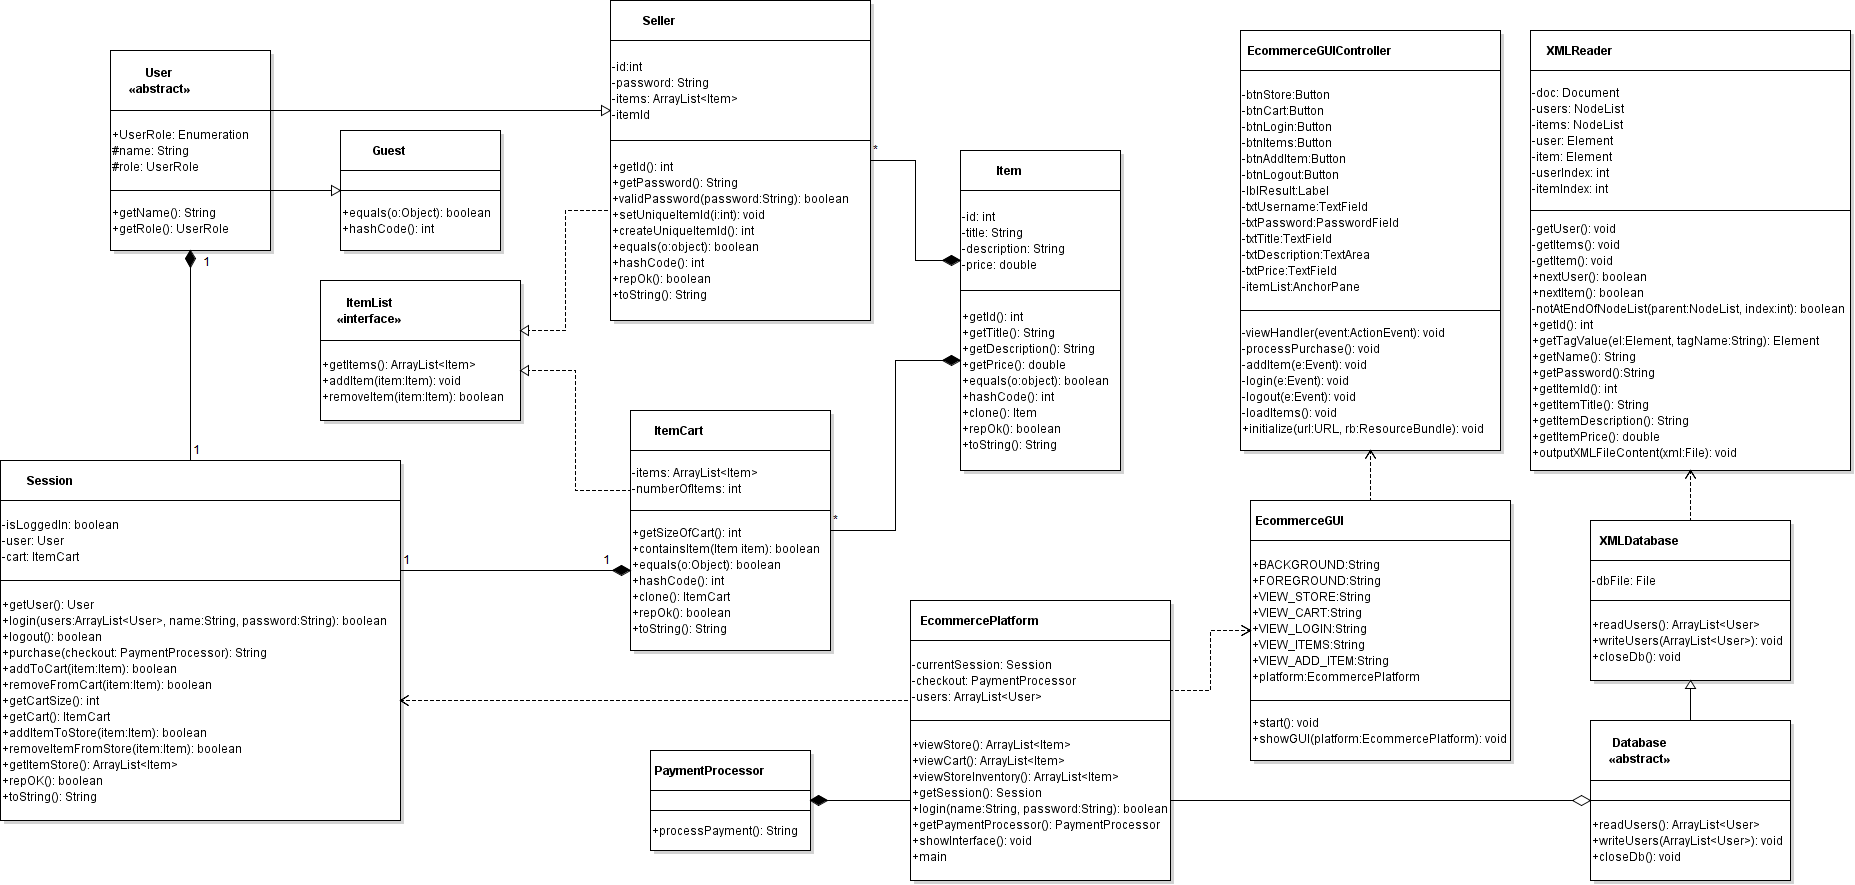 User
«abstract»
+UserRole: Enumeration
#name: String
#role: UserRole
+getName(): String
+getRole(): UserRole
1
1
Guest
+equals(o:Object): boolean
+hashCode(): int
Seller
-id:int
-password: String
-items: ArrayList<Item>
-itemId
+getId(): int
+getPassword(): String
+validPassword(password:String): boolean
+setUniqueItemId(i:int): void
+createUniqueItemId(): int
+equals(o:object): boolean
+hashCode(): int
+repOk(): boolean
+toString(): String
*
Item
-id: int
-title: String
-description: String
-price: double
+getId(): int
+getTitle(): String
+getDescription(): String
+getPrice(): double
+equals(o:object): boolean
+hashCode(): int
+clone(): Item
+repOk(): boolean
+toString(): String
EcommerceGUIController
-btnStore:Button
-btnCart:Button
-btnLogin:Button
-btnItems:Button
-btnAddItem:Button
-btnLogout:Button
-lblResult:Label
-txtUsername:TextField
-txtPassword:PasswordField
-txtTitle:TextField
-txtDescription:TextArea
-txtPrice:TextField
-itemList:AnchorPane
-viewHandler(event:ActionEvent): void
-processPurchase(): void
-addItem(e:Event): void
-login(e:Event): void
-logout(e:Event): void
-loadItems(): void
+initialize(url:URL, rb:ResourceBundle): void
XMLReader
-doc: Document
-users: NodeList
-items: NodeList
-user: Element
-item: Element
-userIndex: int
-itemIndex: int
-getUser(): void
-getItems(): void
-getItem(): void
+nextUser(): boolean
+nextItem(): boolean
-notAtEndOfNodeList(parent:NodeList, index:int): boolean
+getId(): int
+getTagValue(el:Element, tagName:String): Element
+getName(): String
+getPassword():String
+getItemId(): int
+getItemTitle(): String
+getItemDescription(): String
+getItemPrice(): double
+outputXMLFileContent(xml:File): void
ItemList
«interface»
+getItems(): ArrayList<Item>
+addItem(item:Item): void
+removeItem(item:Item): boolean
ItemCart
-items: ArrayList<Item>
-numberOfItems: int
+getSizeOfCart(): int
+containsItem(Item item): boolean
+equals(o:Object): boolean
+hashCode(): int
+clone(): ItemCart
+repOk(): boolean
+toString(): String
*
1
1
Session
-isLoggedIn: boolean
-user: User
-cart: ItemCart
+getUser(): User
+login(users:ArrayList<User>, name:String, password:String): boolean
+logout(): boolean
+purchase(checkout: PaymentProcessor): String
+addToCart(item:Item): boolean
+removeFromCart(item:Item): boolean
+getCartSize(): int
+getCart(): ItemCart
+addItemToStore(item:Item): boolean
+removeItemFromStore(item:Item): boolean
+getItemStore(): ArrayList<Item>
+repOK(): boolean
+toString(): String
PaymentProcessor
+processPayment(): String
EcommercePlatform
-currentSession: Session
-checkout: PaymentProcessor
-users: ArrayList<User>
+viewStore(): ArrayList<Item>
+viewCart(): ArrayList<Item>
+viewStoreInventory(): ArrayList<Item>
+getSession(): Session
+login(name:String, password:String): boolean
+getPaymentProcessor(): PaymentProcessor
+showInterface(): void
+main
EcommerceGUI
+BACKGROUND:String
+FOREGROUND:String
+VIEW_STORE:String
+VIEW_CART:String
+VIEW_LOGIN:String
+VIEW_ITEMS:String
+VIEW_ADD_ITEM:String
+platform:EcommercePlatform
+start(): void
+showGUI(platform:EcommercePlatform): void
XMLDatabase
-dbFile: File
+readUsers(): ArrayList<User>
+writeUsers(ArrayList<User>): void
+closeDb(): void
Database
«abstract»
+readUsers(): ArrayList<User>
+writeUsers(ArrayList<User>): void
+closeDb(): void